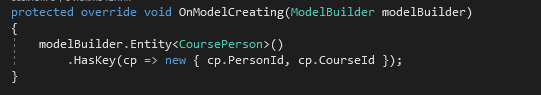 protected override void OnModelCreating(ModelBuilder modelBuilder)
{
modelBuilder.Entity<CoursePerson>()
.HasKey(cp => new { cp.PersonId, cp.CourseId });
}